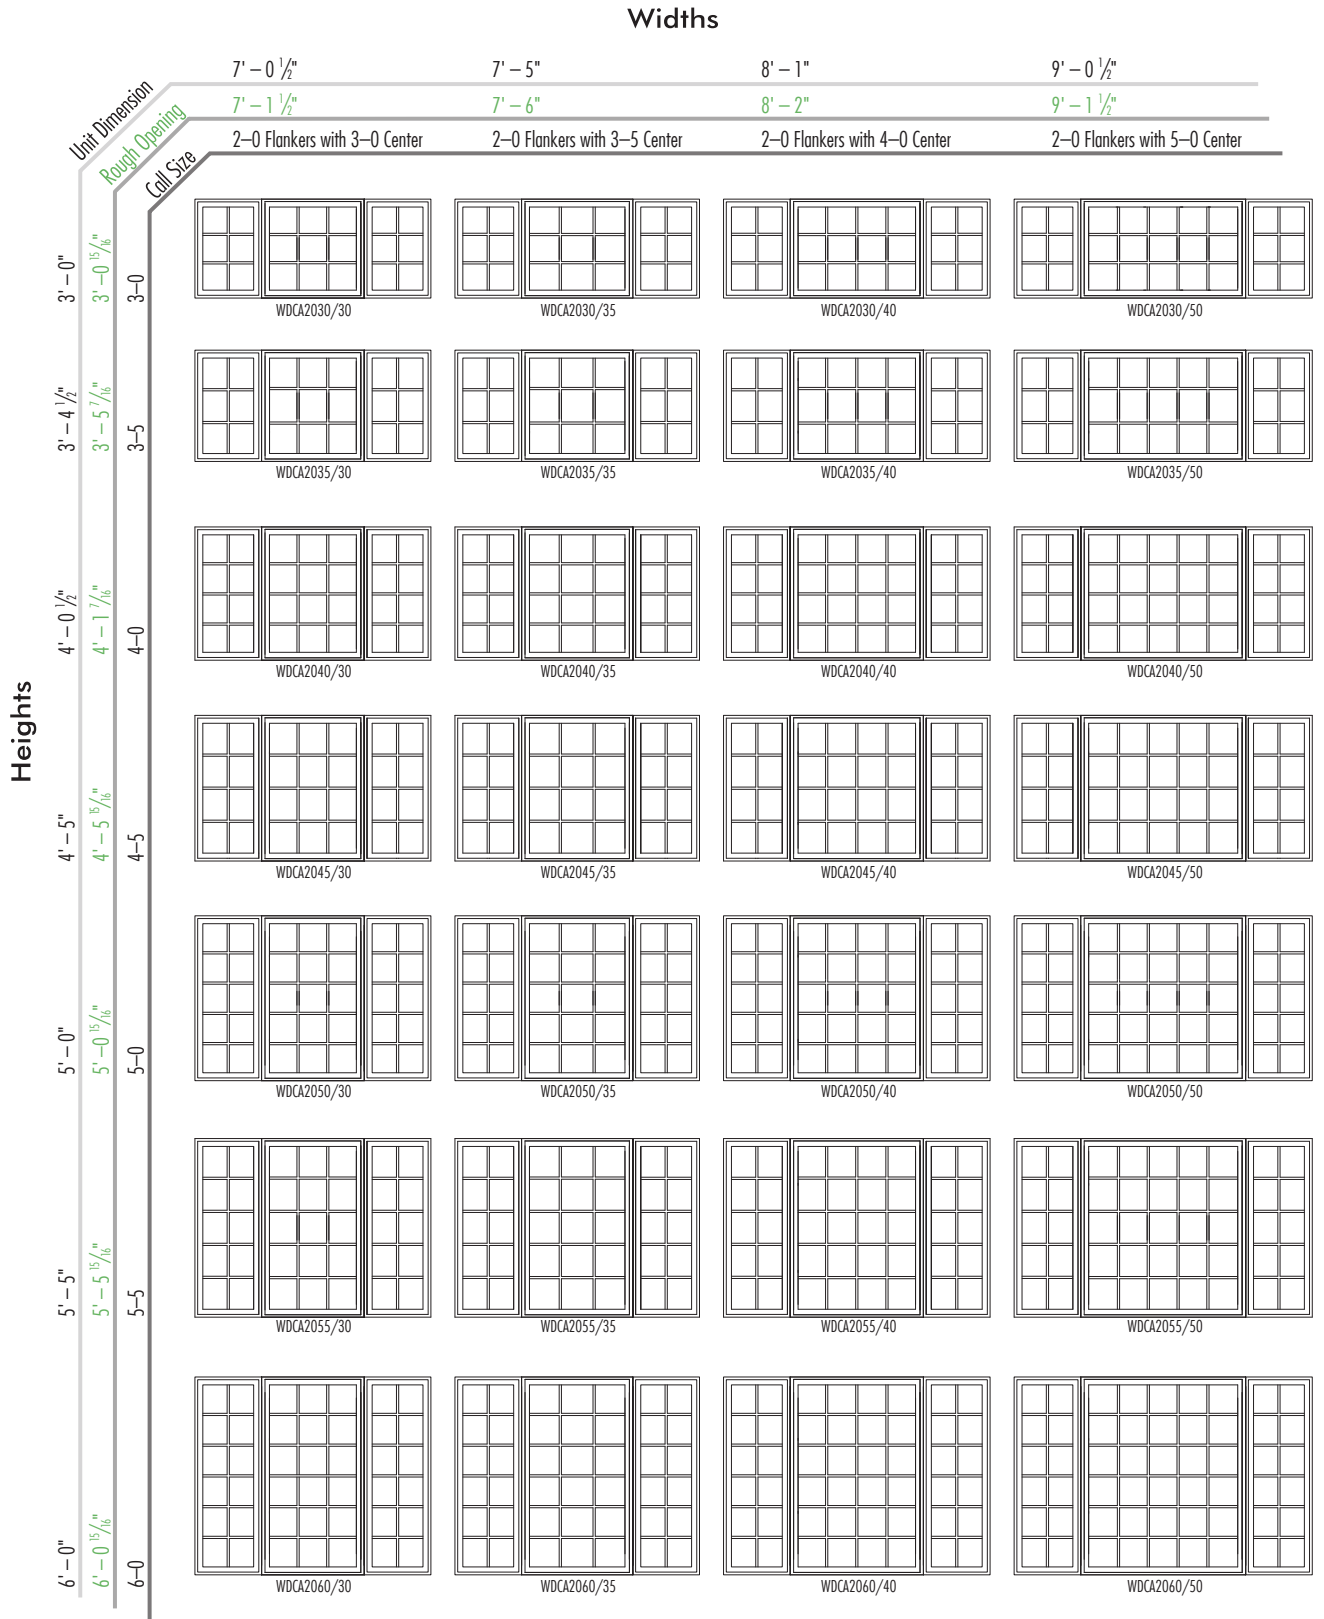 Widths
7' – 0 1/2" 7' – 5" 8' – 1" 9' – 0 1/2"
7' – 1 1/2" 7' – 6" 8' – 2" 9' – 1 1/2"
2–0 Flankers with 3–0 Center 2–0 Flankers with 3–5 Center 2–0 Flankers with 4–0 Center 2–0 Flankers with 5–0 Center
Unit Dimension
Rough Opening
Call Size
Heights
3' – 0" 3' –0 15/16" 3–0
WDCA2030/30 WDCA2030/35 WDCA2030/40 WDCA2030/50
3' – 4 1/2" 3' – 5 7/16" 3–5
WDCA2035/30 WDCA2035/35 WDCA2035/40 WDCA2035/50
4' – 0 1/2" 4' – 1 7/16" 4–0
WDCA2040/30 WDCA2040/35 WDCA2040/40 WDCA2040/50
4' – 5" 4' – 5 15/16" 4–5
WDCA2045/30 WDCA2045/35 WDCA2045/40 WDCA2045/50
5' – 0" 5' –0 15/16" 5–0
WDCA2050/30 WDCA2050/35 WDCA2050/40 WDCA2050/50
5' – 5" 5' – 5 15/16" 5–5
WDCA2055/30 WDCA2055/35 WDCA2055/40 WDCA2055/50
6' – 0" 6' – 0 15/16" 6–0
WDCA2060/30 WDCA2060/35 WDCA2060/40 WDCA2060/50